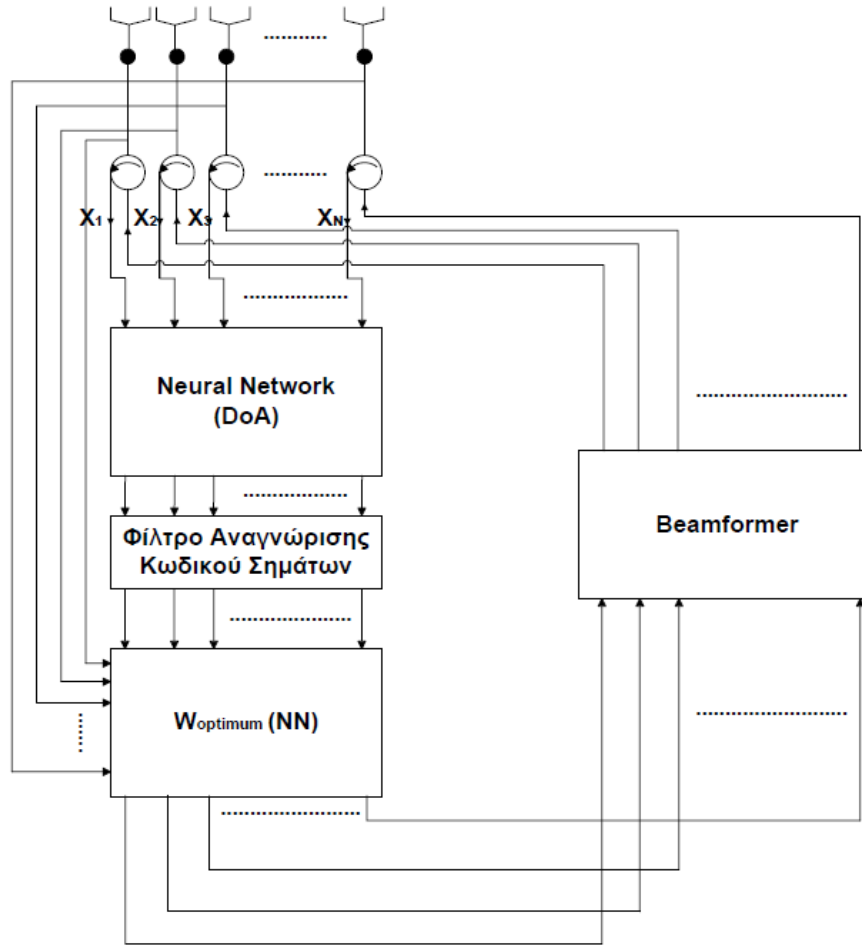 X1 X2 X3 XN
Neural Network
(DoA)
Φίλτρο Αναγνώρισης
Κωδικού Σημάτων
Beamformer
Woptimum (NN)